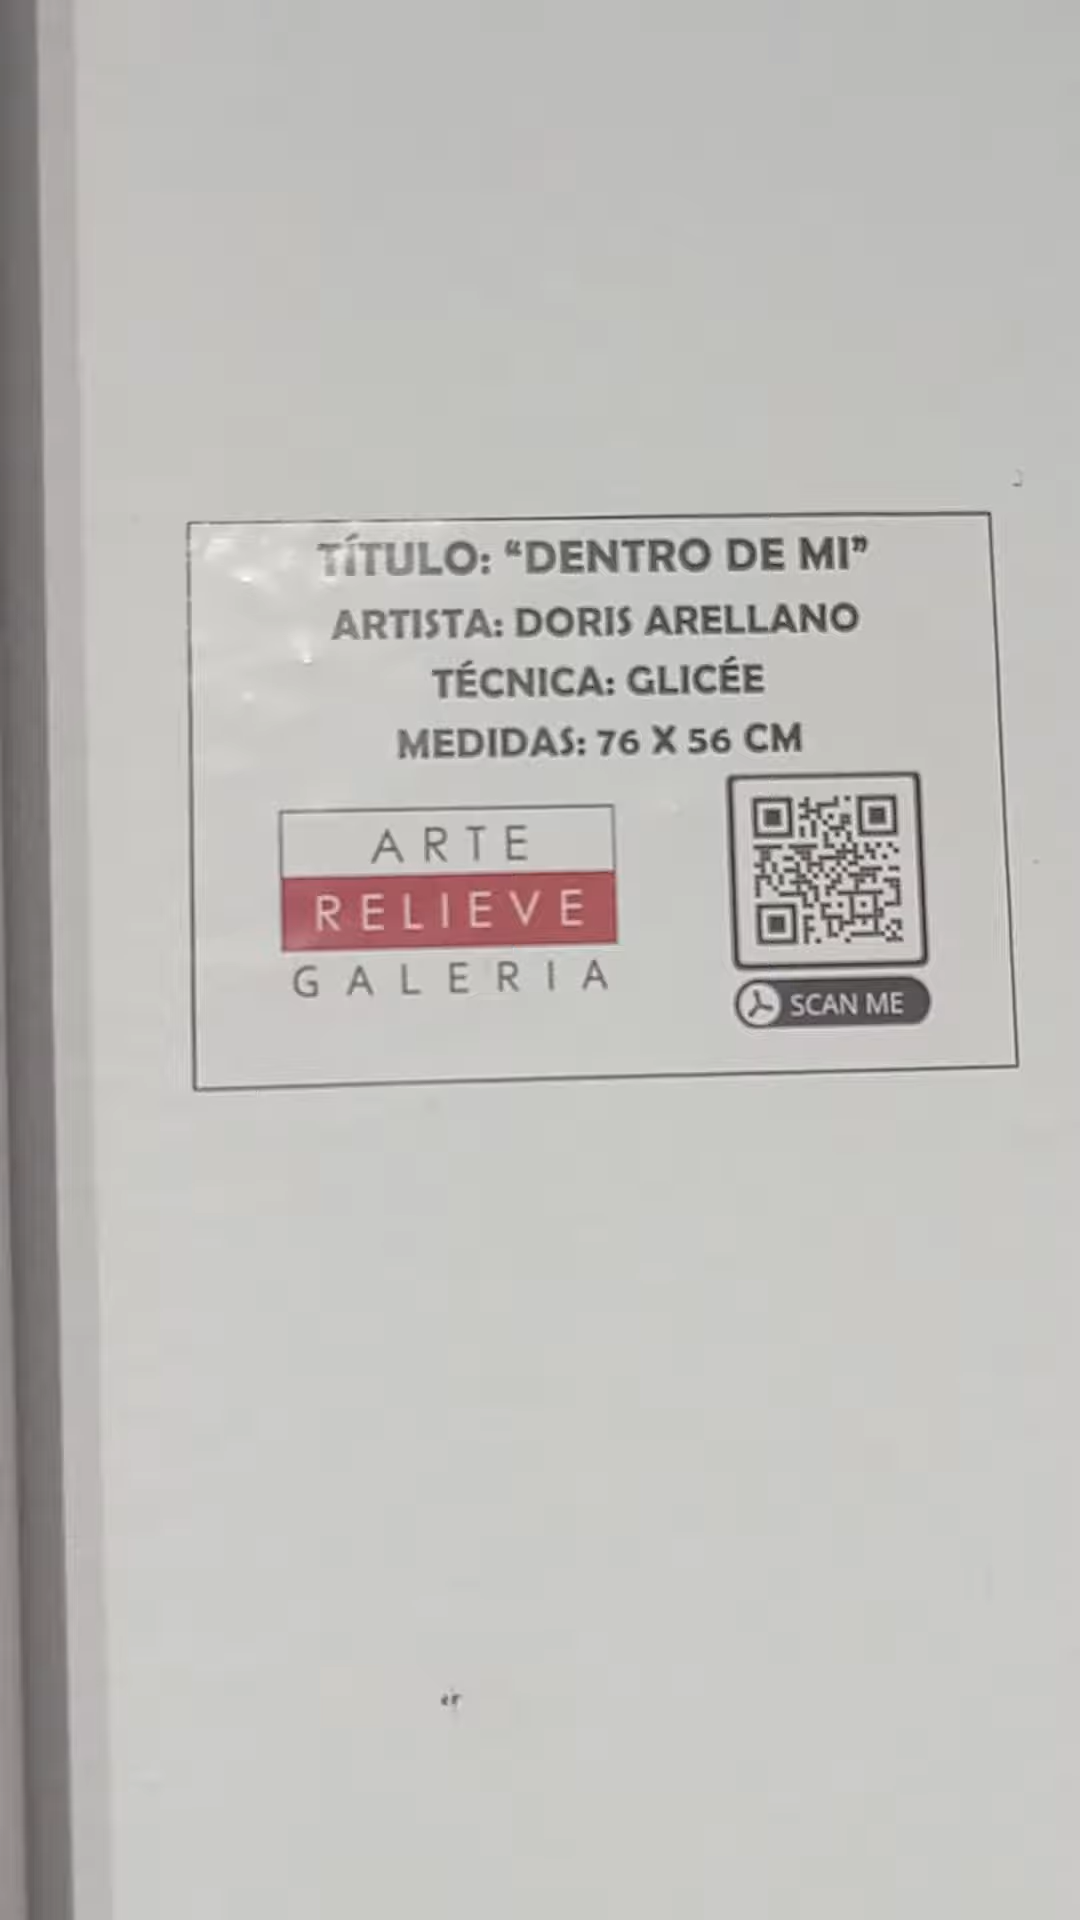 TÍTULO: “DENTRO DE MI”
ARTISTA: DORIS ARELLANO
TÉCNICA: GLICÉE
MEDIDAS: 76 X 56 CM
ARTE
RELIEVE
GALERIA
SCAN ME